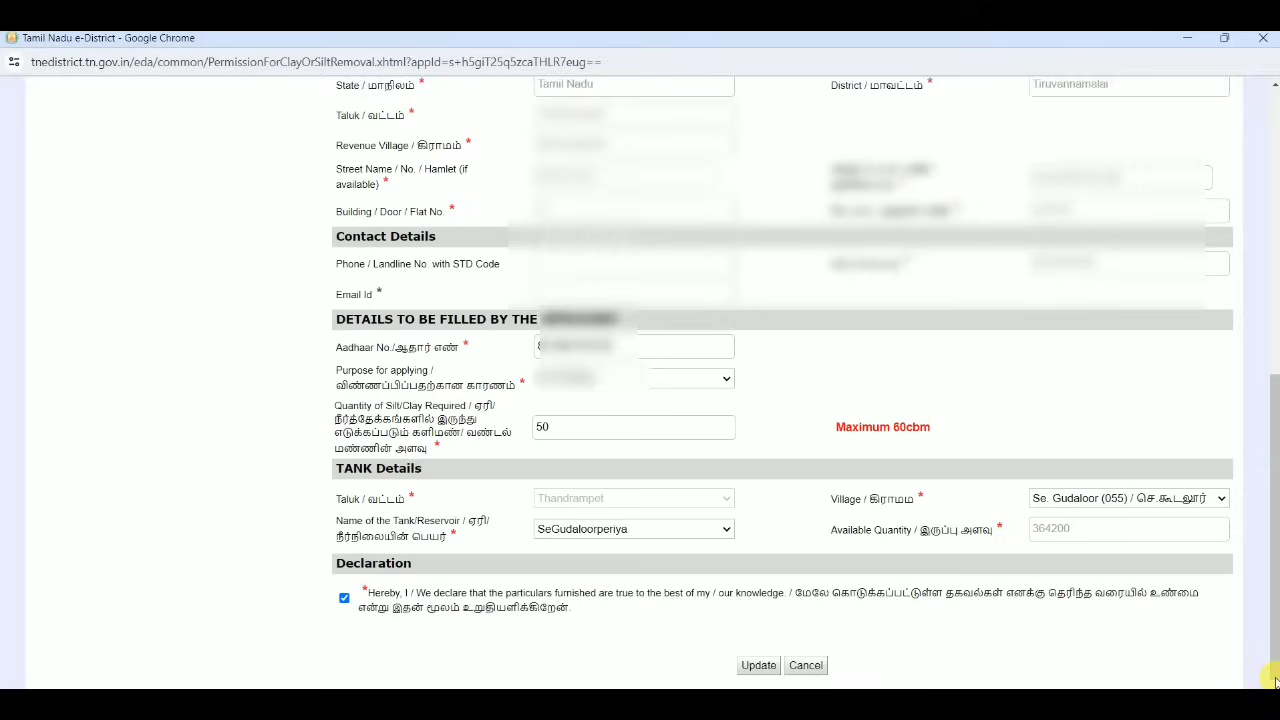 Tamil Nadu e-District - Google Chrome
tnedistrict.tn.gov.in/eda/common/PermissionForClayOrSiltRemoval.xhtml?appId=s+h5giT25q5zcaTHLR7eug==
State / மாநிலம் * Tamil Nadu District / மாவட்டம் * Tiruvannamalai
Taluk / வட்டம் *
Revenue Village / கிராமம் *
Street Name / No. / Hamlet (if
available) *
Building / Door / Flat No. *
Contact Details
Phone / Landline No. with STD Code
Email Id *
DETAILS TO BE FILLED BY THE
Aadhaar No./ஆதார் எண் *
Purpose for applying /
விண்ணப்பிப்பதற்கான காரணம் *
Quantity of Silt/Clay Required / ஏரி/
நீர்த்தேக்கங்களில் இருந்து
எடுக்கப்படும் களிமண்/ வண்டல்
மண்ணின் அளவு * 50 Maximum 60cbm
TANK Details
Taluk / வட்டம் * Thandrampet Village / கிராமம் * Se. Gudaloor (055) / செ.கூடலூர்
Name of the Tank/Reservoir / ஏரி/
நீர்நிலையின் பெயர் * SeGudaloorperiya Available Quantity / இருப்பு அளவு * 364200
Declaration
*Hereby, I / We declare that the particulars furnished are true to the best of my / our knowledge. / மேலே கொடுக்கப்பட்டுள்ள தகவல்கள் எனக்கு தெரிந்த வரையில் உண்மை
என்று இதன் மூலம் உறுதியளிக்கிறேன்.
Update Cancel